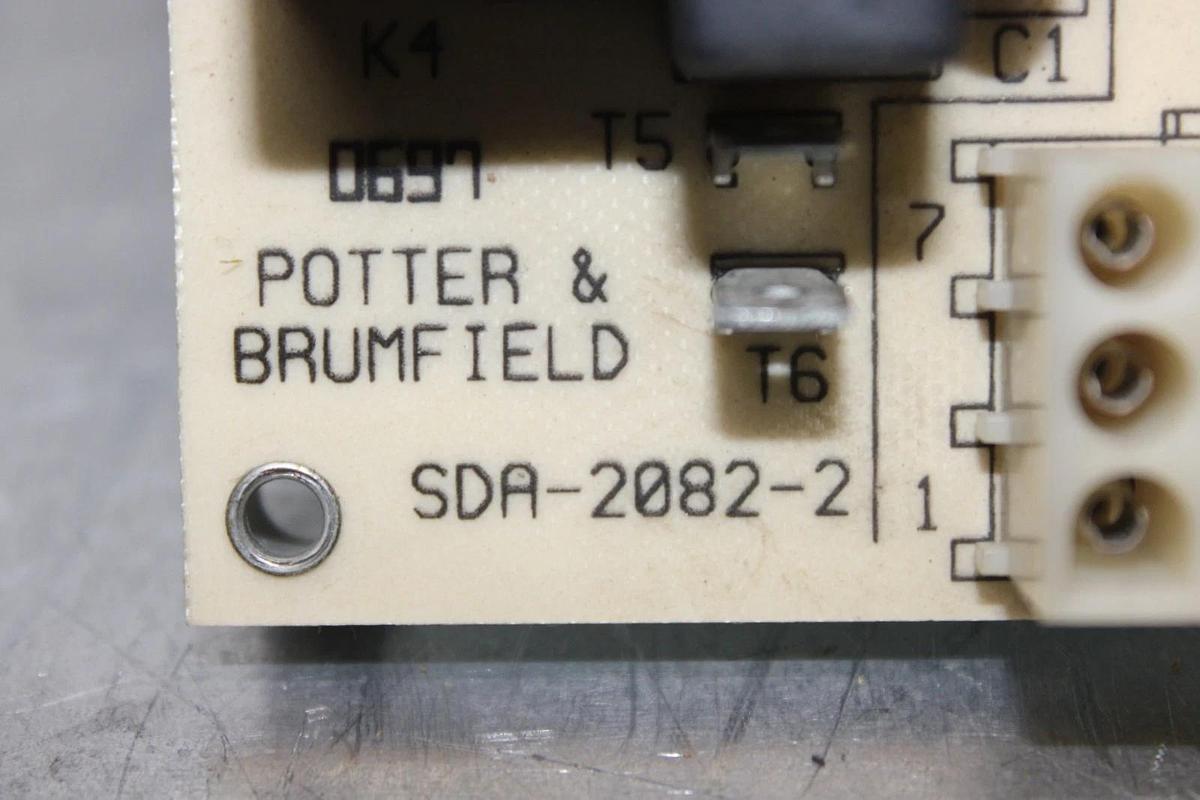 K4
C1
T5
0697
7
POTTER &
BRUMFIELD
T6
SDA-2082-2
1